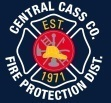 CENTRAL CASS CO.
EST.
1971
FIRE PROTECTION DIST.